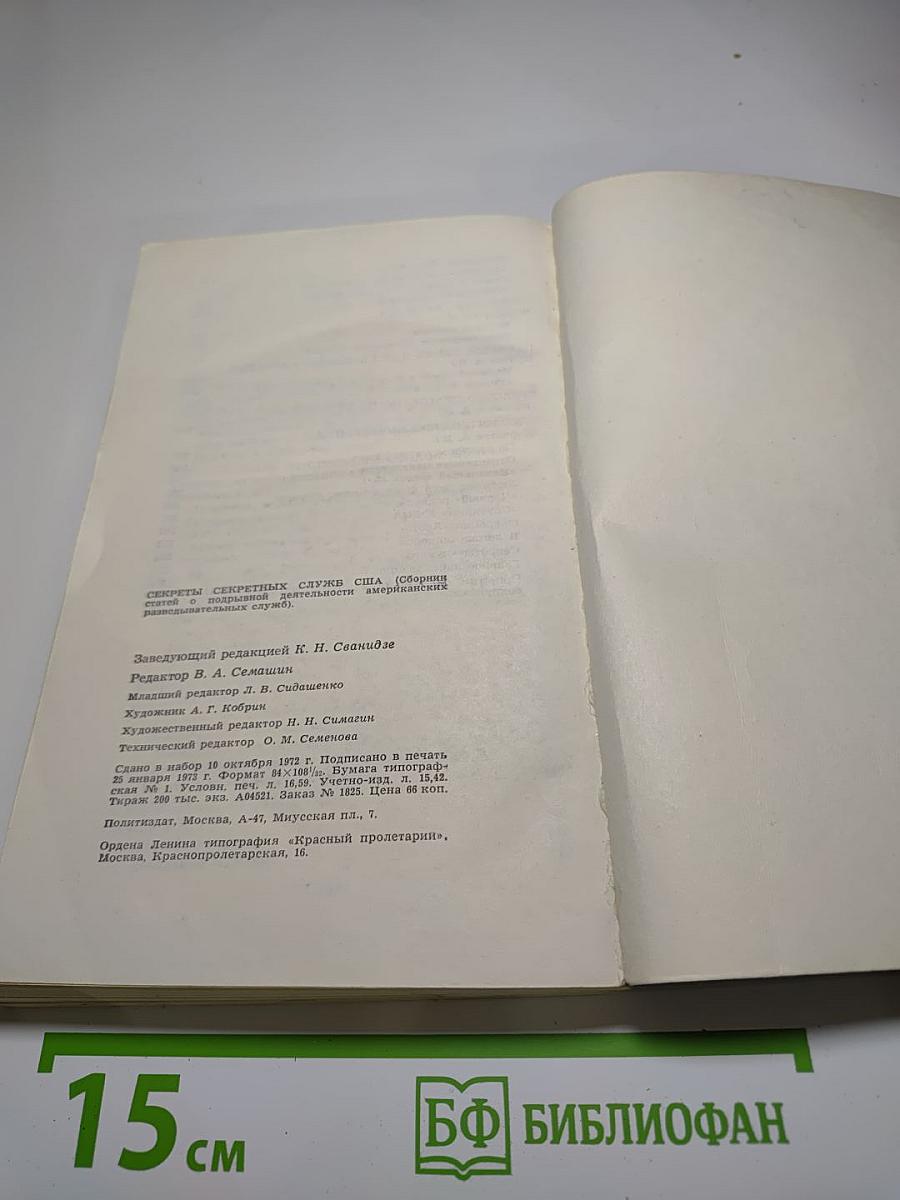 СЕКРЕТЫ СЕКРЕТНЫХ СЛУЖБ США (Сборник
статей о подрывной деятельности американских
разведывательных служб).
Заведующий редакцией К. Н. Сванидзе
Редактор В. А. Семашин
Младший редактор Л. В. Сидашенко
Художник А. Г. Кобрин
Художественный редактор Н. Н. Симагин
Технический редактор О. М. Семенова
Сдано в набор 10 октября 1972 г. Подписано в печать
25 января 1973 г. Формат 84×108 1/32. Бумага типограф-
ская № 1. Условн. печ. л. 16,59. Учетно-изд. л. 15,42.
Тираж 200 тыс. экз. А04521. Заказ № 1825. Цена 66 коп.
Политиздат, Москва, А-47, Миусская пл., 7.
Ордена Ленина типография «Красный пролетарий».
Москва, Краснопролетарская, 16.
15 см
БФ БИБЛИОФАН